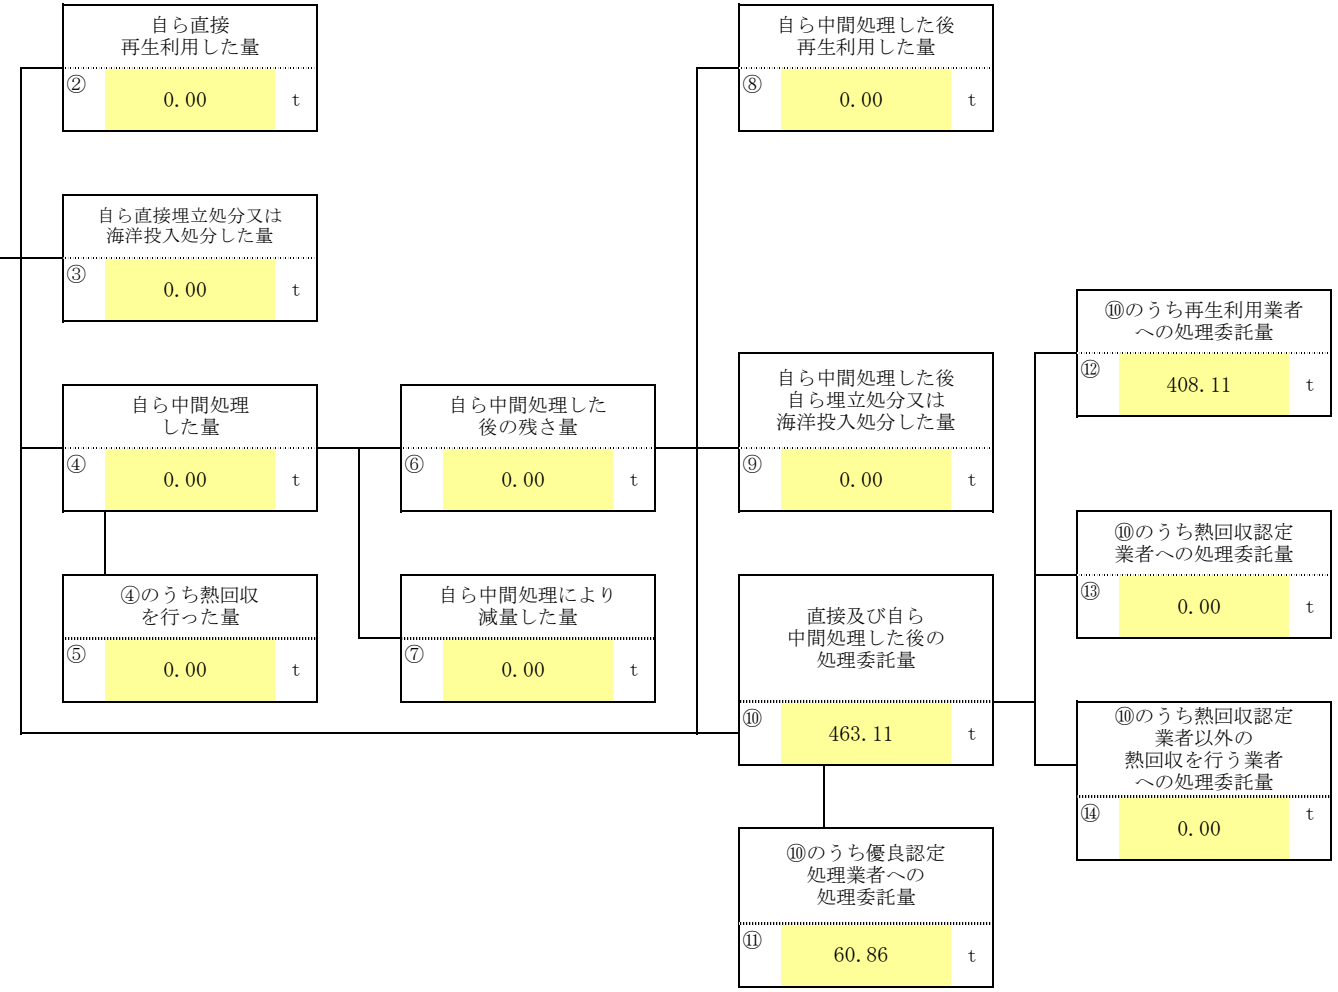 自ら直接
再生利用した量
②
0.00
t
自ら直接埋立処分又は
海洋投入処分した量
③
0.00
t
自ら中間処理
した量
④
0.00
t
④のうち熱回収
を行った量
⑤
0.00
t
自ら中間処理した
後の残さ量
⑥
0.00
t
自ら中間処理により
減量した量
⑦
0.00
t
自ら中間処理した後
再生利用した量
⑧
0.00
t
自ら中間処理した後
自ら埋立処分又は
海洋投入処分した量
⑨
0.00
t
直接及び自ら
中間処理した後の
処理委託量
⑩
463.11
t
⑩のうち優良認定
処理業者への
処理委託量
⑪
60.86
t
⑩のうち再生利用業者
への処理委託量
⑫
408.11
t
⑩のうち熱回収認定
業者への処理委託量
⑬
0.00
t
⑩のうち熱回収認定
業者以外の
熱回収を行う業者
への処理委託量
⑭
0.00
t